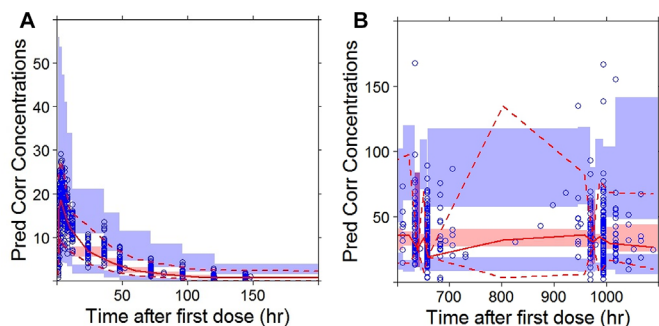 A
B
Pred Corr Concentrations
50
40
30
20
10
50
100
150
Time after first dose (hr)
Pred Corr Concentrations
150
100
50
0
700
800
900
1000
Time after first dose (hr)